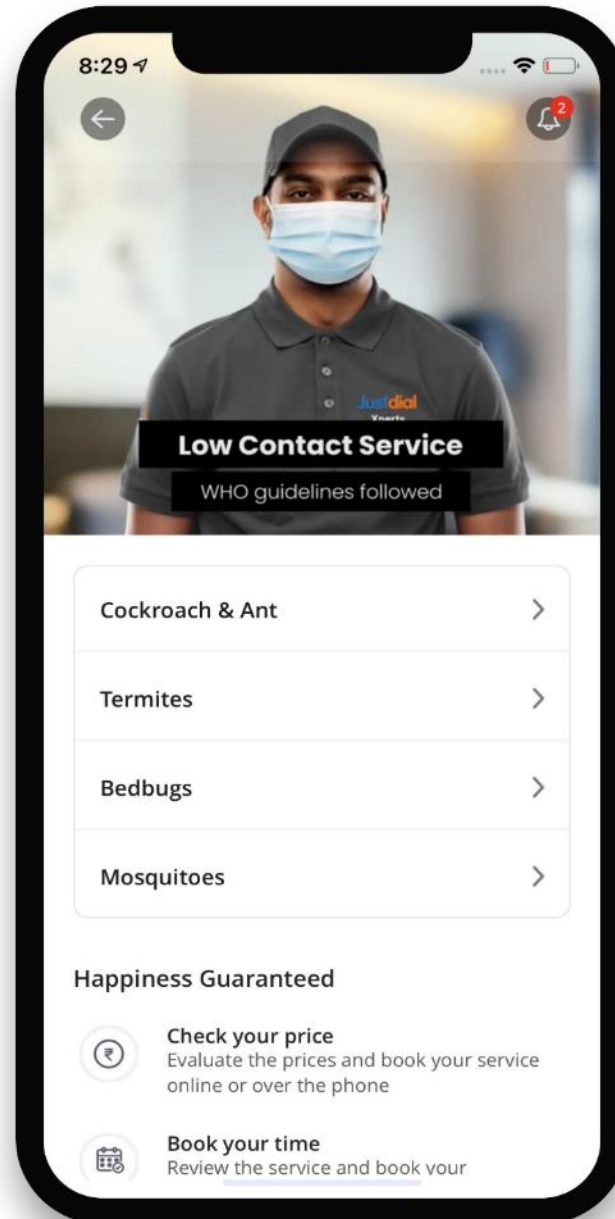 8:29
2
Justdial
Xperts
Low Contact Service
WHO guidelines followed
Cockroach & Ant
Termites
Bedbugs
Mosquitoes
Happiness Guaranteed
₹
Check your price
Evaluate the prices and book your service
online or over the phone
Book your time
Review the service and book your